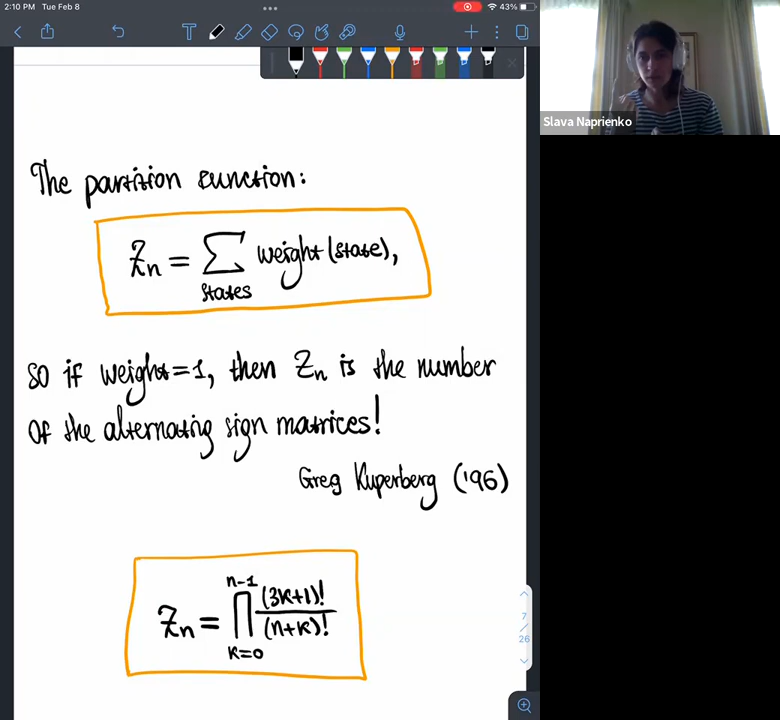 2:10 PM Tue Feb 8
43%
Slava Naprienko
The partition function:
Zn = ∑ weight(state),
states
so if weight=1, then Zn is the number
of the alternating sign matrices!
Greg Kuperberg ('96)
n-1
Zn = ∏ (3k+1)! / (n+k)!
k=0
7
/
26